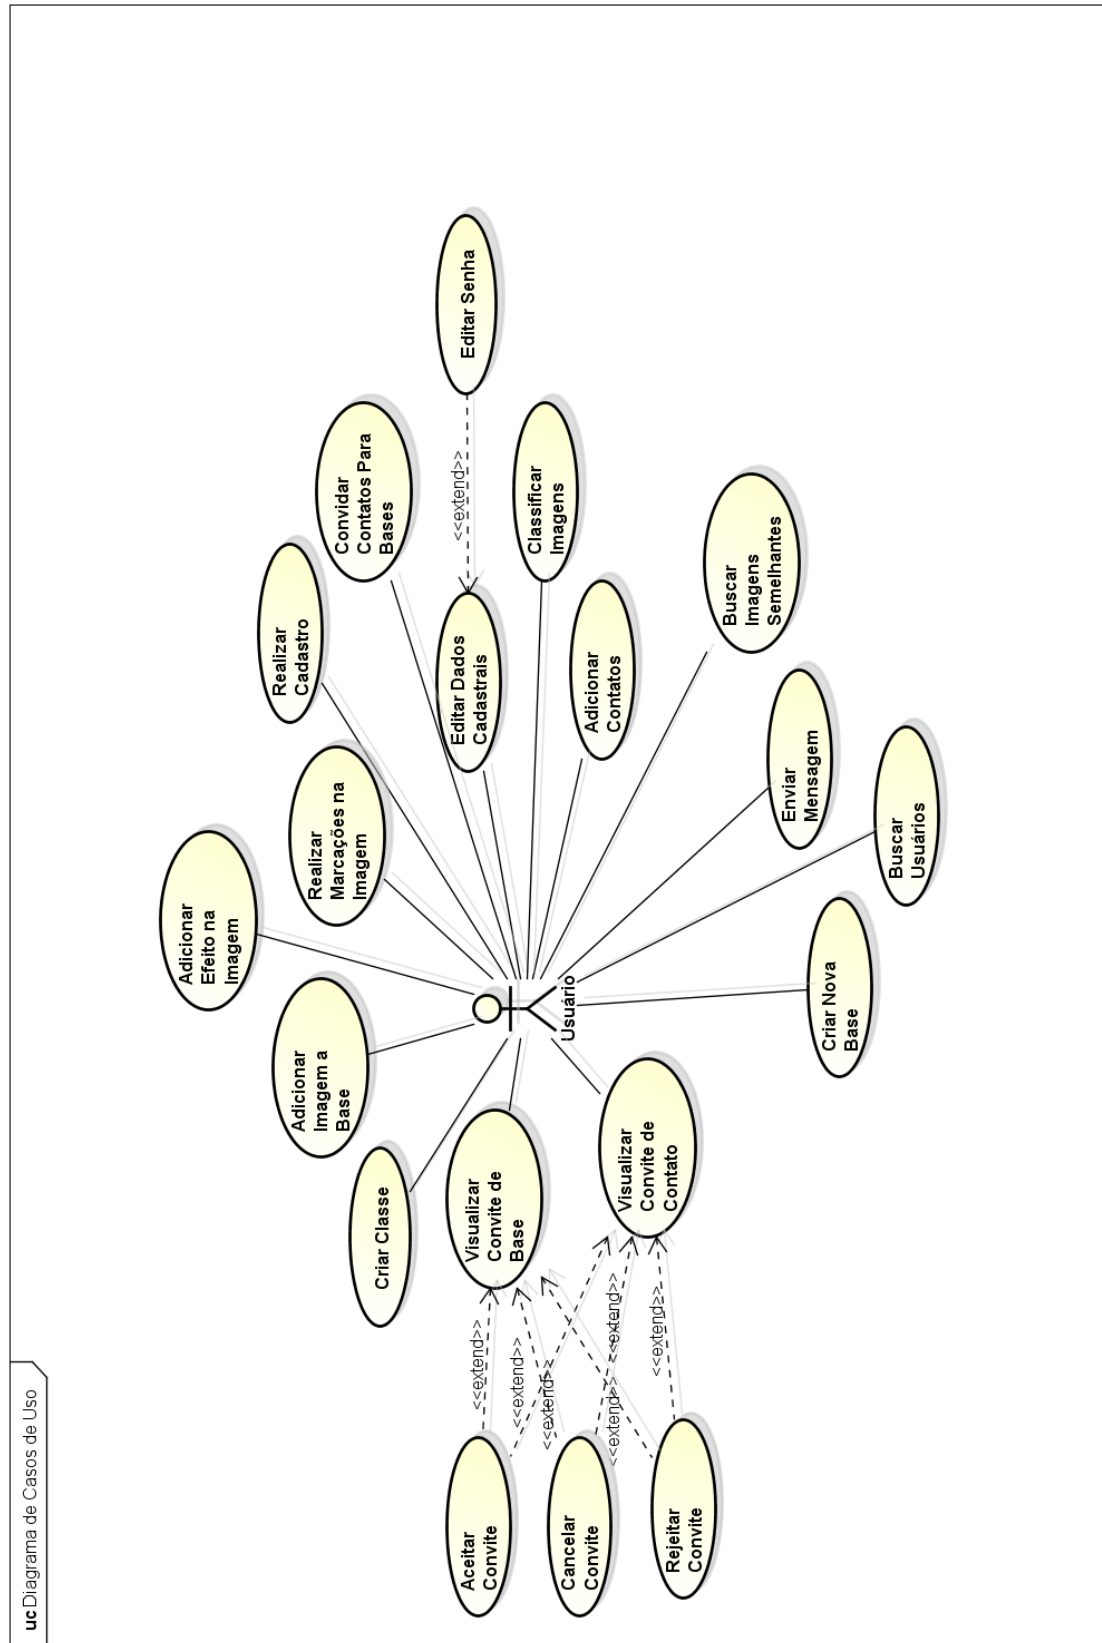 uc Diagrama de Casos de Uso
Adicionar
Efeito na
Imagem
Realizar
Cadastro
Adicionar
Imagem a
Base
Realizar
Marcações na
Imagem
Convidar
Contatos Para
Bases
Criar Classe
Aceitar
Convite
<<extend>>
Visualizar
Convite de
Base
Usuário
Editar Dados
Cadastrais
<<extend>>
Editar Senha
<<extend>>
<<extend>>
Classificar
Imagens
Cancelar
Convite
<<extend>>
<<extend>>
Visualizar
Convite de
Contato
Adicionar
Contatos
Rejeitar
Convite
<<extend>>
Buscar
Imagens
Semelhantes
Enviar
Mensagem
Criar Nova
Base
Buscar
Usuários